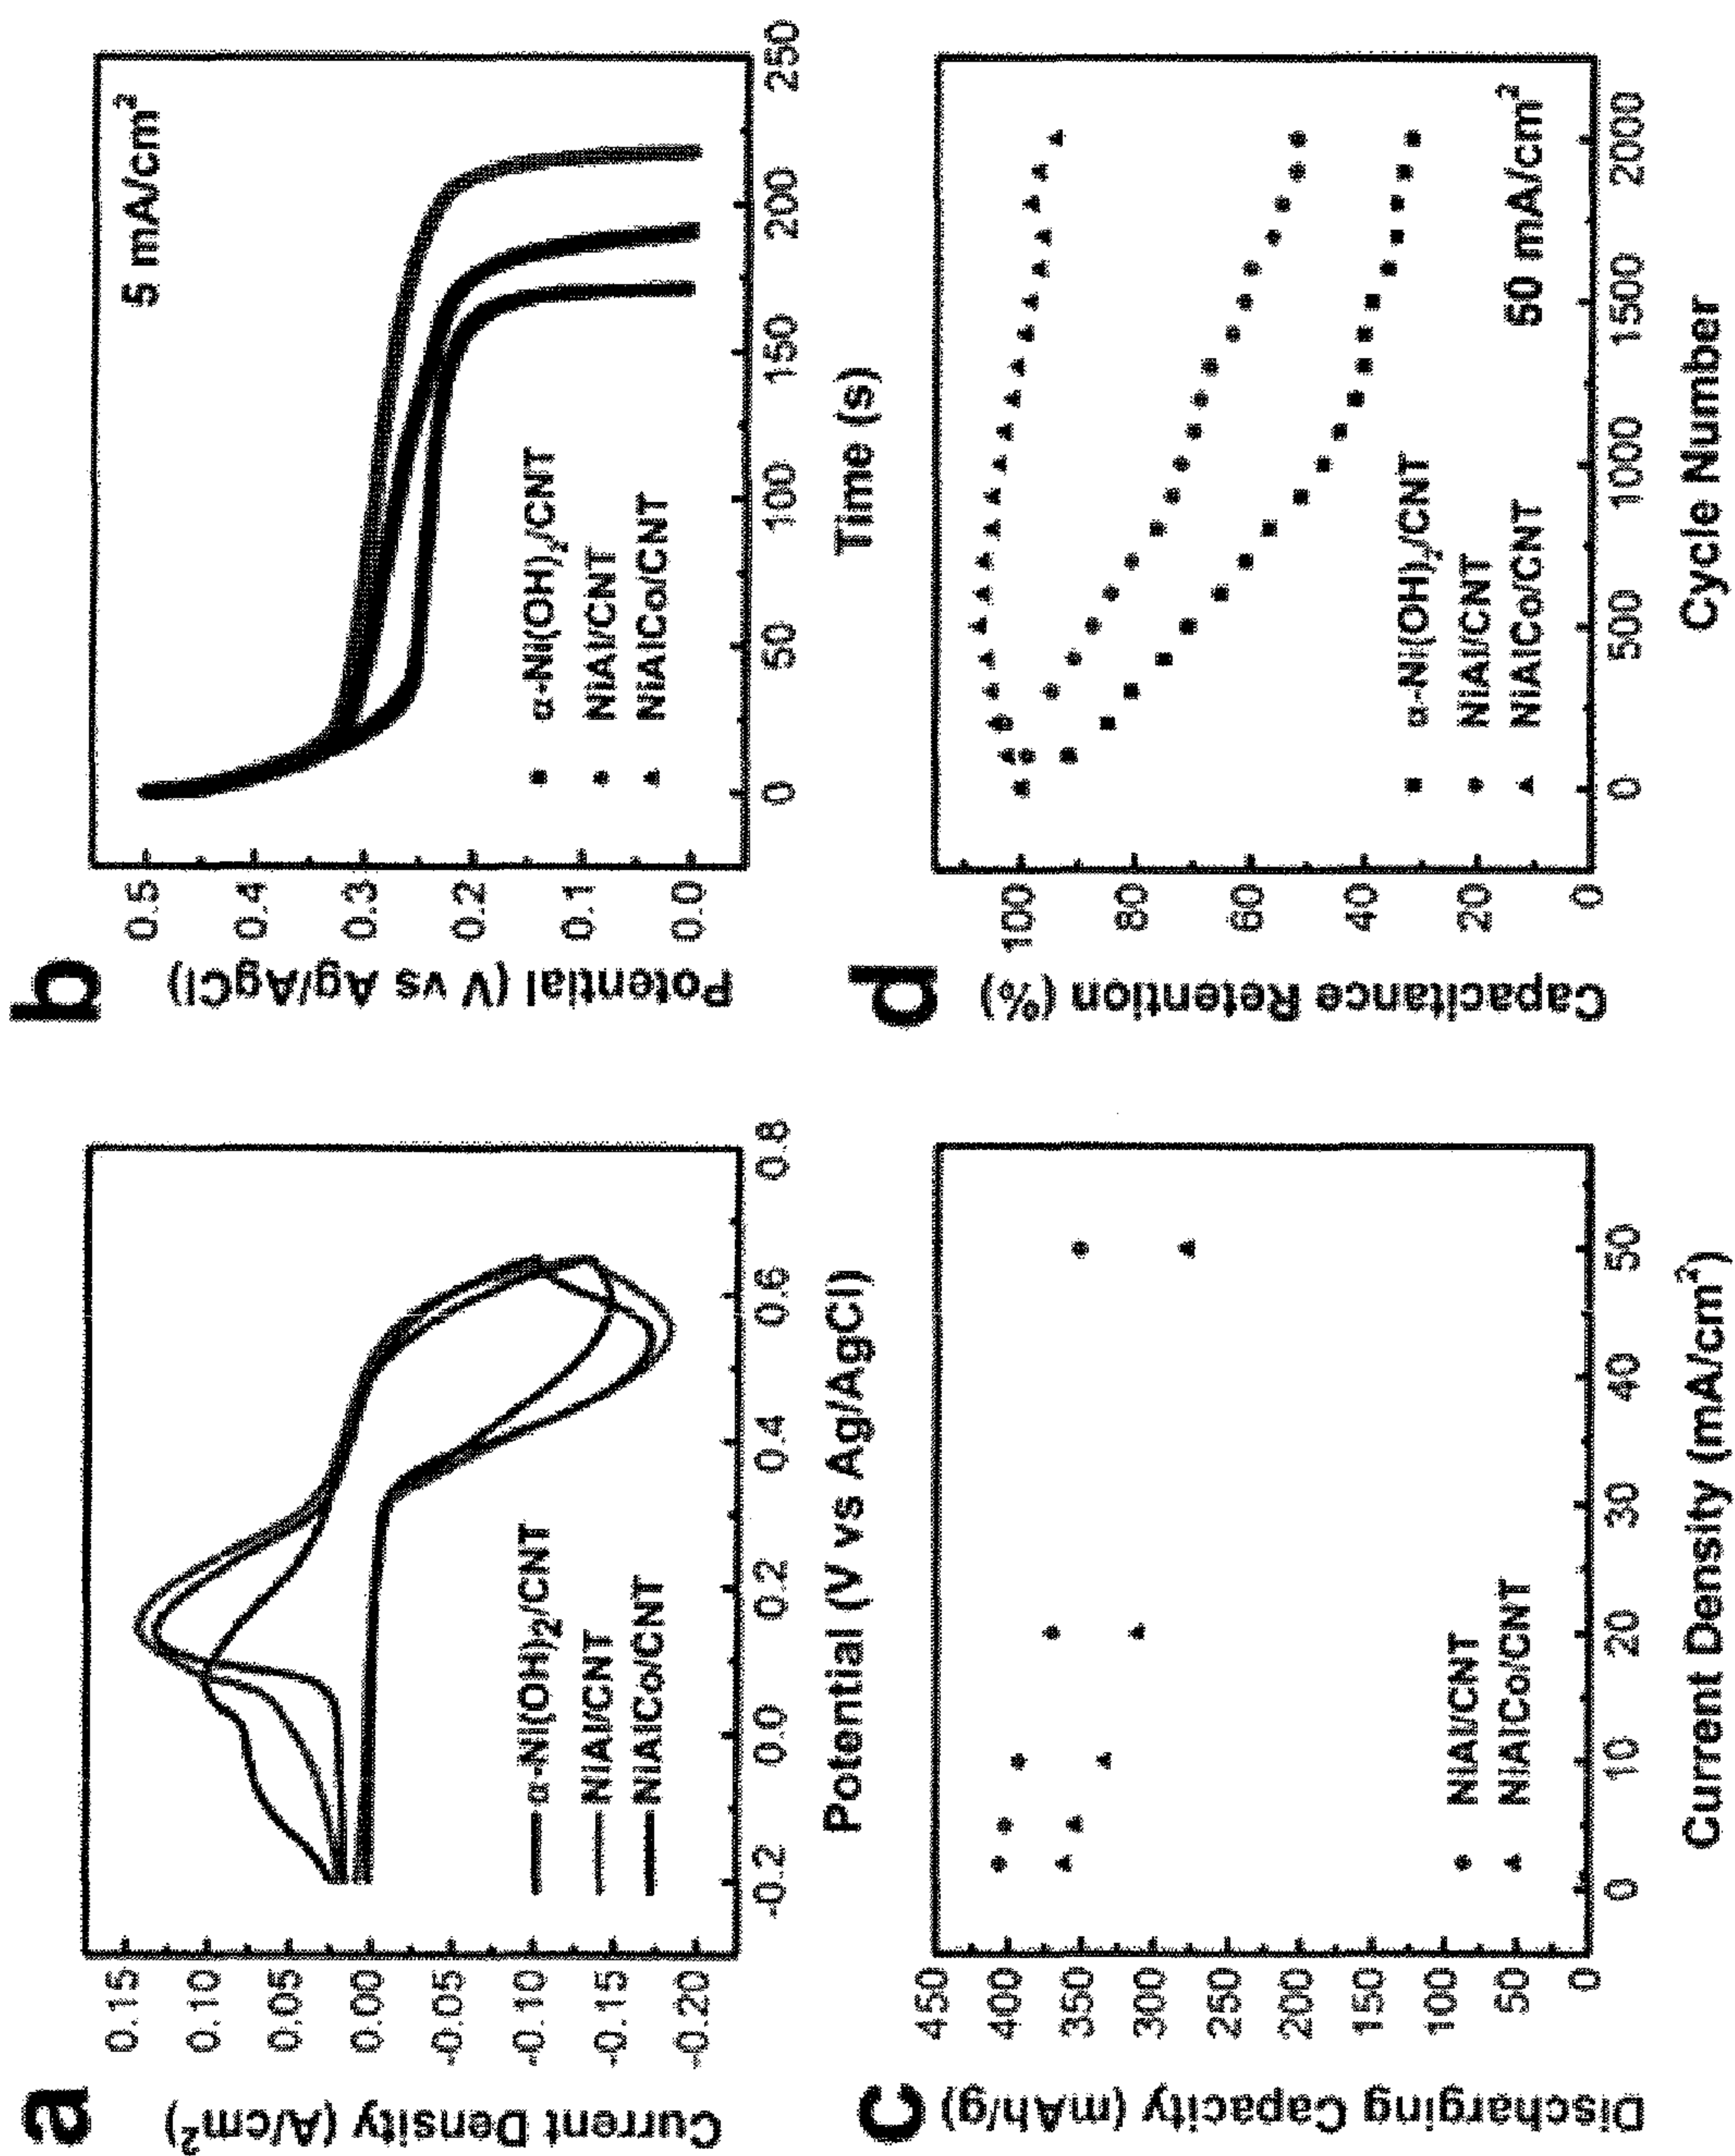 a
Current Density (A/cm²)
0.15
0.10
0.05
0.00
-0.05
-0.10
-0.15
-0.20
α-Ni(OH)₂/CNT
NiAl/CNT
NiAlCo/CNT
-0.2
0.0
0.2
0.4
0.6
0.8
Potential (V vs Ag/AgCl)
b
Potential (V vs Ag/AgCl)
0.5
0.4
0.3
0.2
0.1
0.0
5 mA/cm²
α-Ni(OH)₂/CNT
NiAl/CNT
NiAlCo/CNT
0
50
100
150
200
250
Time (s)
c
Discharging Capacity (mAh/g)
450
400
350
300
250
200
150
100
50
0
NiAl/CNT
NiAlCo/CNT
0
10
20
30
40
50
Current Density (mA/cm²)
d
Capacitance Retention (%)
100
80
60
40
20
0
α-Ni(OH)₂/CNT
NiAl/CNT
NiAlCo/CNT
50 mA/cm²
0
500
1000
1500
2000
Cycle Number